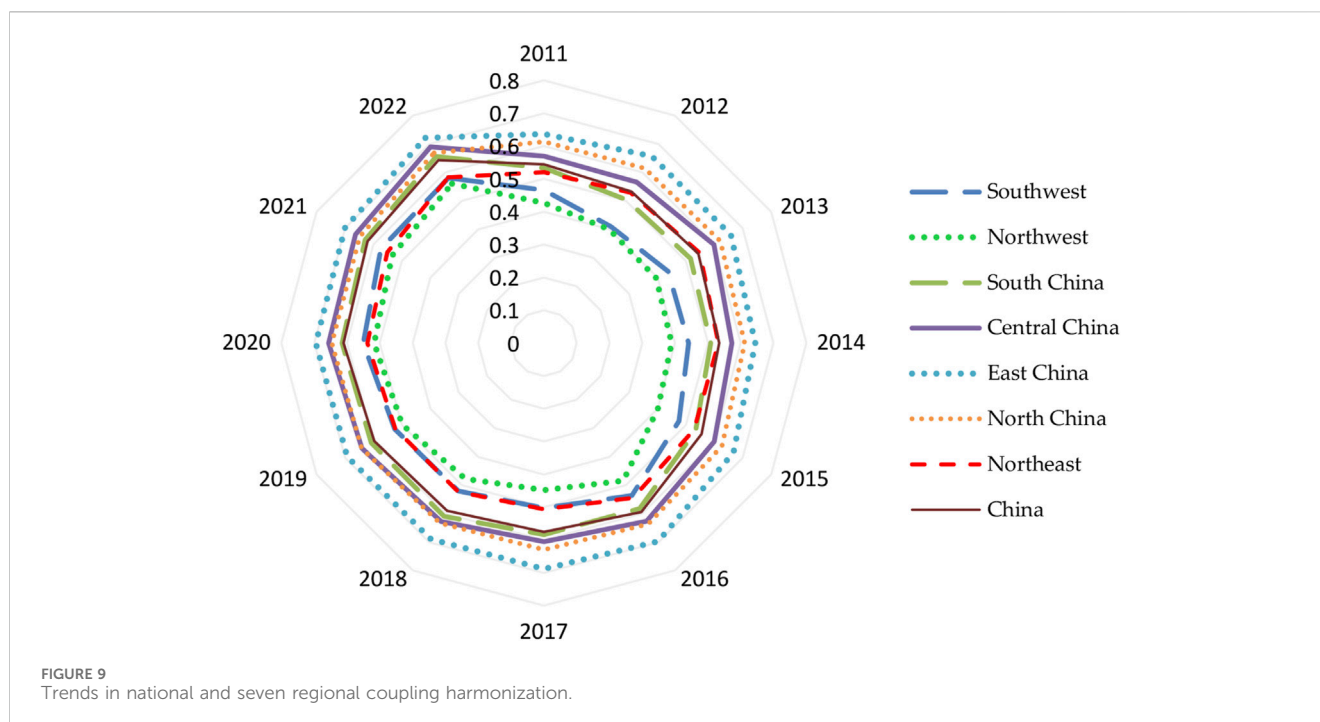 2011
0.8
2022
2012
0.7
0.6
0.5
2021
2013
0.4
0.3
0.2
0.1
2020
0
2014
2019
2015
2018
2016
2017
Southwest
Northwest
South China
Central China
East China
North China
Northeast
China
FIGURE 9
Trends in national and seven regional coupling harmonization.